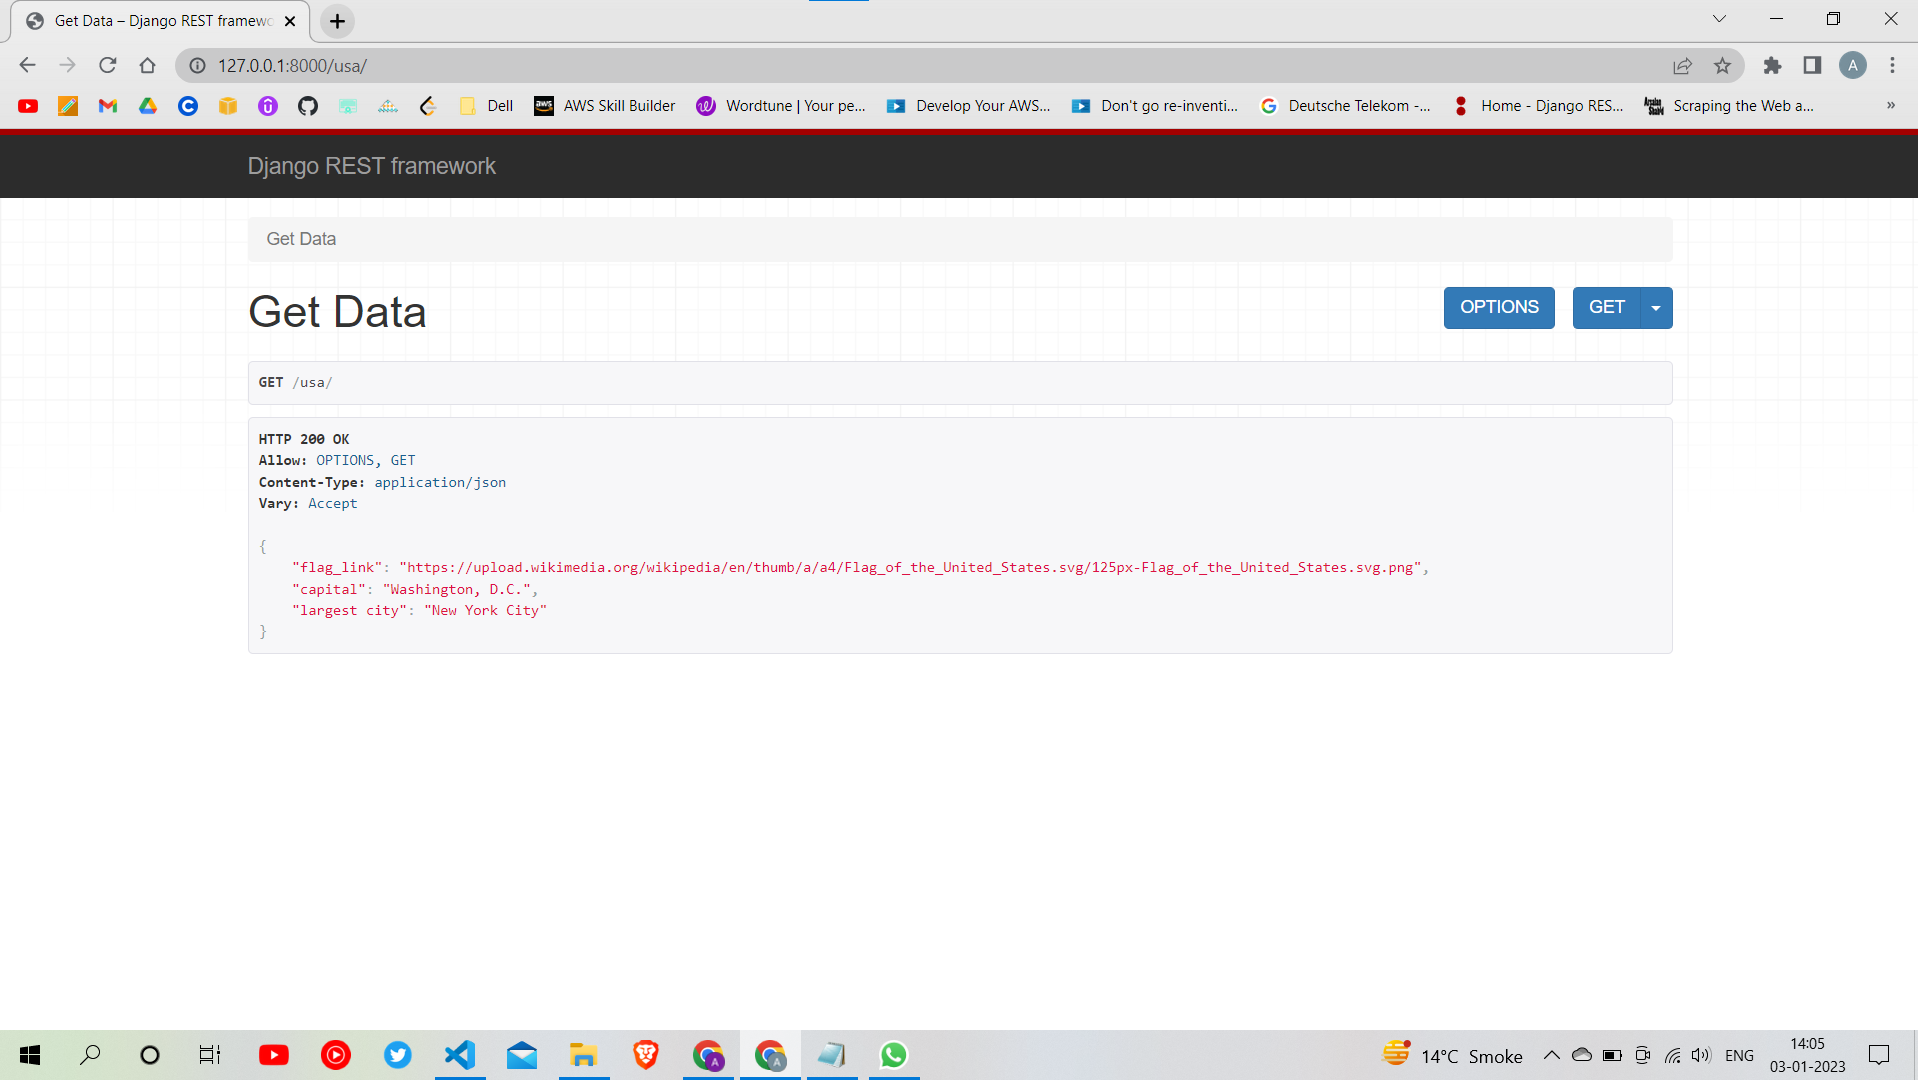 Get Data – Django REST framewo
127.0.0.1:8000/usa/
Dell
AWS Skill Builder
Wordtune | Your pe...
Develop Your AWS...
Don't go re-inventi...
Deutsche Telekom -...
Home - Django RES...
Scraping the Web a...
»
Django REST framework
Get Data
Get Data
OPTIONS
GET
GET /usa/
HTTP 200 OK
Allow: OPTIONS, GET
Content-Type: application/json
Vary: Accept
{
    "flag_link": "https://upload.wikimedia.org/wikipedia/en/thumb/a/a4/Flag_of_the_United_States.svg/125px-Flag_of_the_United_States.svg.png",
    "capital": "Washington, D.C.",
    "largest city": "New York City"
}
14°C Smoke
ENG
14:05
03-01-2023